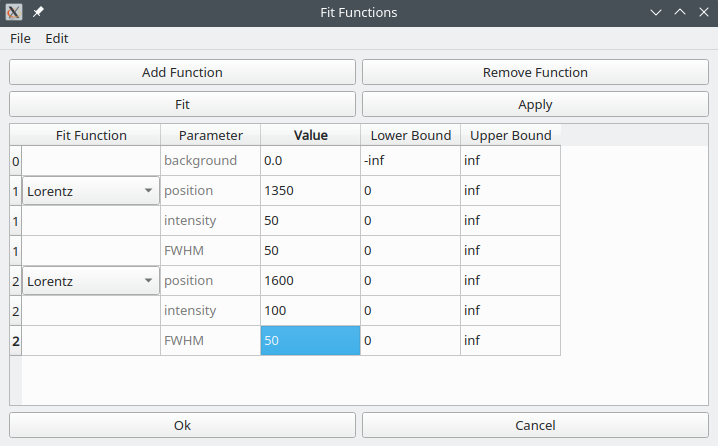 Fit Functions
File Edit
Add Function Remove Function
Fit Apply
Fit Function Parameter Value Lower Bound Upper Bound
0 background 0.0 -inf inf
1 Lorentz position 1350 0 inf
1 intensity 50 0 inf
1 FWHM 50 0 inf
2 Lorentz position 1600 0 inf
2 intensity 100 0 inf
2 FWHM 50 0 inf
Ok Cancel